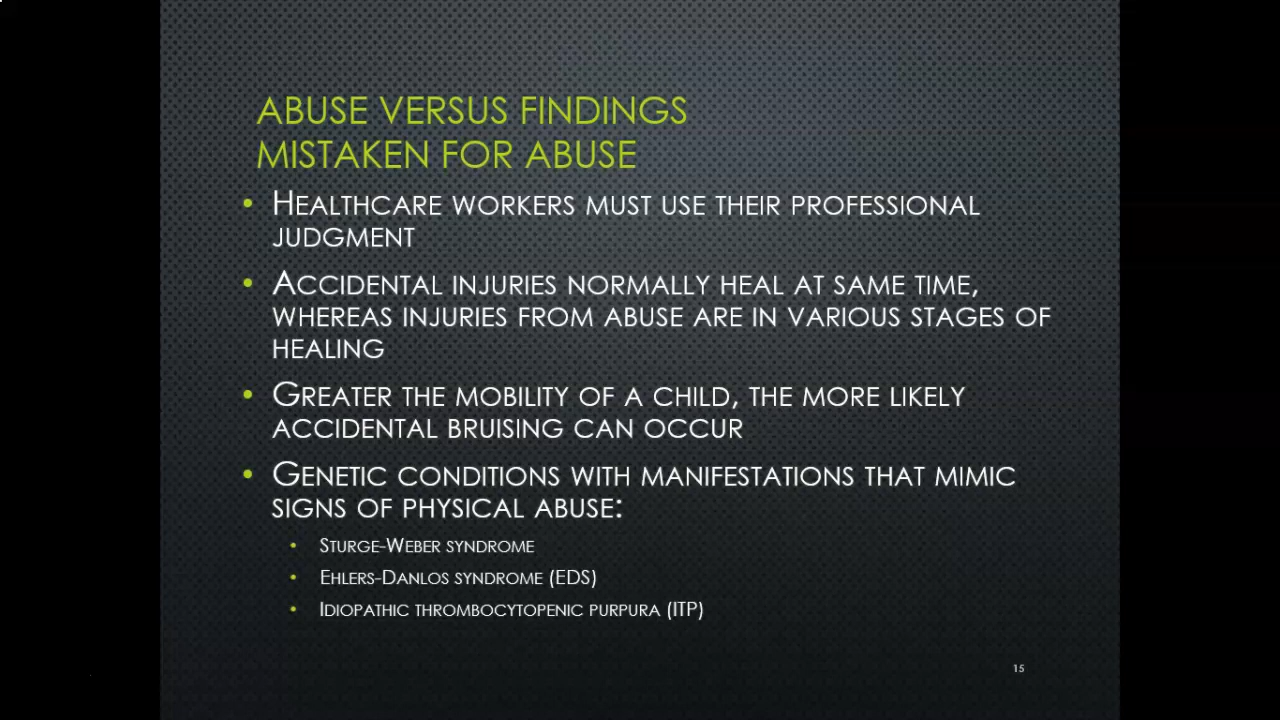 ABUSE VERSUS FINDINGS
MISTAKEN FOR ABUSE
• HEALTHCARE WORKERS MUST USE THEIR PROFESSIONAL
JUDGMENT
• ACCIDENTAL INJURIES NORMALLY HEAL AT SAME TIME,
WHEREAS INJURIES FROM ABUSE ARE IN VARIOUS STAGES OF
HEALING
• GREATER THE MOBILITY OF A CHILD, THE MORE LIKELY
ACCIDENTAL BRUISING CAN OCCUR
• GENETIC CONDITIONS WITH MANIFESTATIONS THAT MIMIC
SIGNS OF PHYSICAL ABUSE:
• STURGE-WEBER SYNDROME
• EHLERS-DANLOS SYNDROME (EDS)
• IDIOPATHIC THROMBOCYTOPENIC PURPURA (ITP)
15